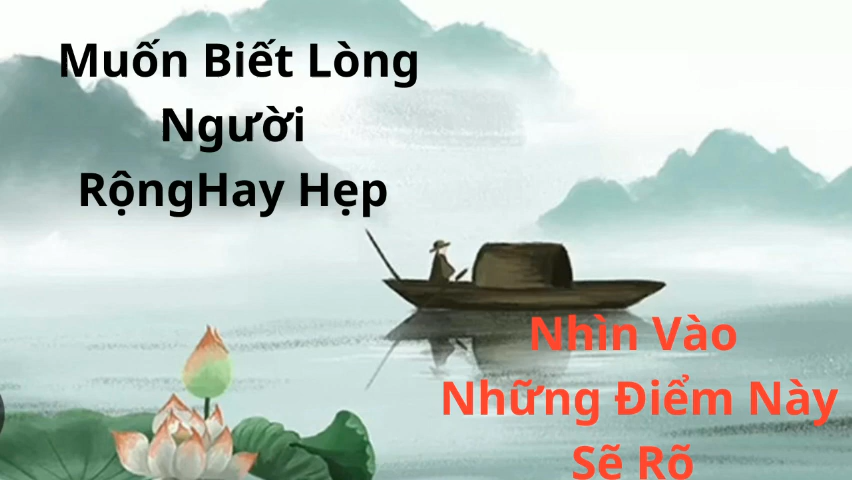 Muốn Biết Lòng
Người
RộngHay Hẹp
Nhìn Vào
Những Điểm Này
Sẽ Rõ